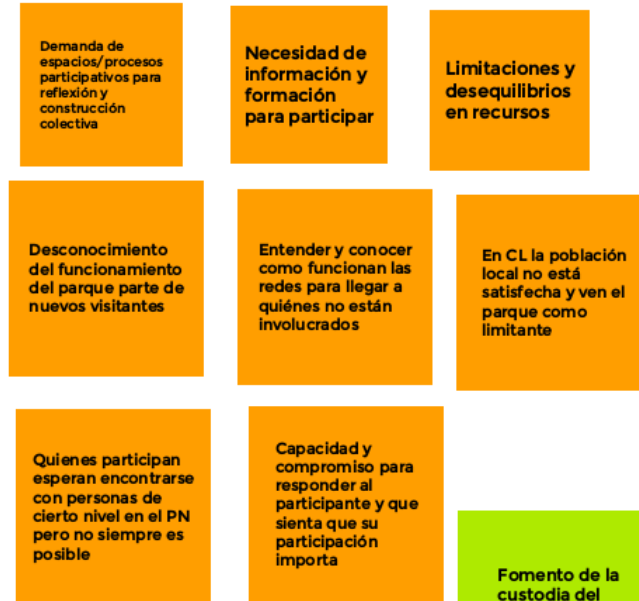 Demanda de
espacios/procesos
participativos para
reflexión y
construcción
colectiva
Necesidad de
información y
formación
para participar
Limitaciones y
desequilibrios
en recursos
Desconocimiento
del funcionamiento
del parque parte de
nuevos visitantes
Entender y conocer
como funcionan las
redes para llegar a
quiénes no están
involucrados
En CL la población
local no está
satisfecha y ven el
parque como
limitante
Quienes participan
esperan encontrarse
con personas de
cierto nivel en el PN
pero no siempre es
posible
Capacidad y
compromiso para
responder al
participante y que
sienta que su
participación
importa
Fomento de la
custodia del